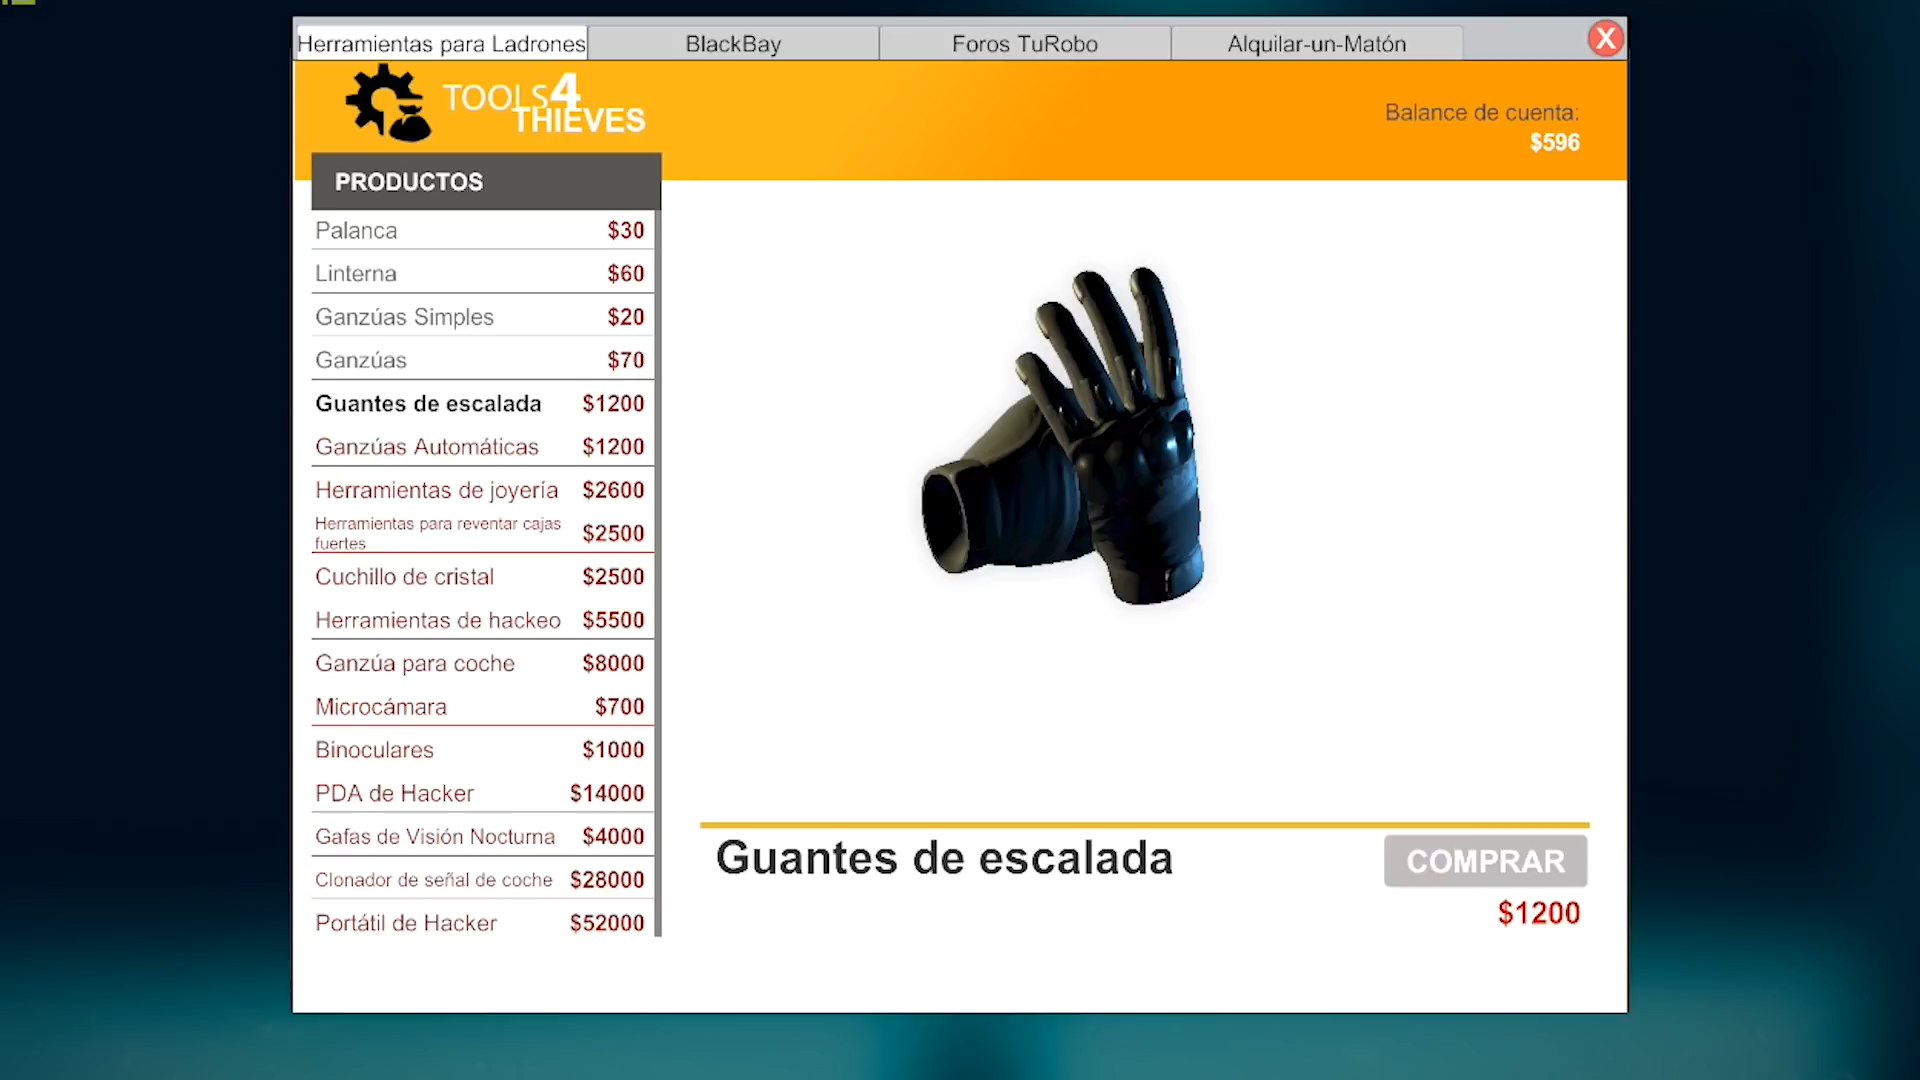 Herramientas para Ladrones
BlackBay
Foros TuRobo
Alquilar-un-Matón
X
TOOLS4
THIEVES
Balance de cuenta:
$596
PRODUCTOS
Palanca $30
Linterna $60
Ganzúas Simples $20
Ganzúas $70
Guantes de escalada $1200
Ganzúas Automáticas $1200
Herramientas de joyería $2600
Herramientas para reventar cajas
fuertes $2500
Cuchillo de cristal $2500
Herramientas de hackeo $5500
Ganzúa para coche $8000
Microcámara $700
Binoculares $1000
PDA de Hacker $14000
Gafas de Visión Nocturna $4000
Clonador de señal de coche $28000
Portátil de Hacker $52000
Guantes de escalada
COMPRAR
$1200